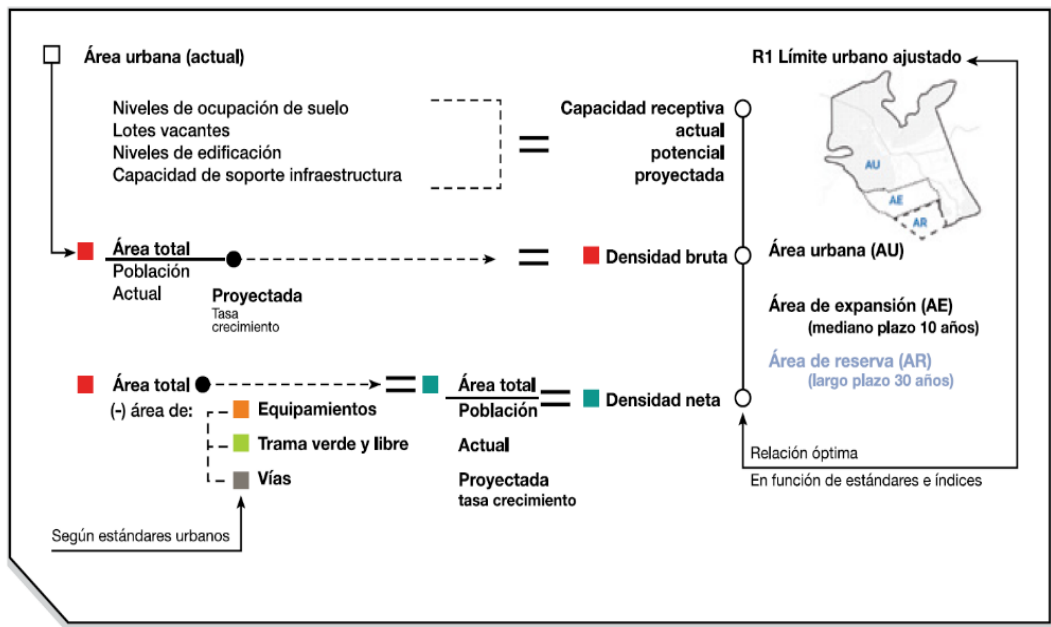 Área urbana (actual)
Niveles de ocupación de suelo
Lotes vacantes
Niveles de edificación
Capacidad de soporte infraestructura
=
Capacidad receptiva
actual
potencial
proyectada
R1 Límite urbano ajustado
AU
AE
AR
Área total
Población
Actual
Proyectada
Tasa
crecimiento
=
Densidad bruta
Área urbana (AU)
Área de expansión (AE)
(mediano plazo 10 años)
Área de reserva (AR)
(largo plazo 30 años)
Área total
(-) área de:
Equipamientos
Trama verde y libre
Vías
Según estándares urbanos
=
Área total
Población
Actual
Proyectada
tasa crecimiento
=
Densidad neta
Relación óptima
En función de estándares e índices